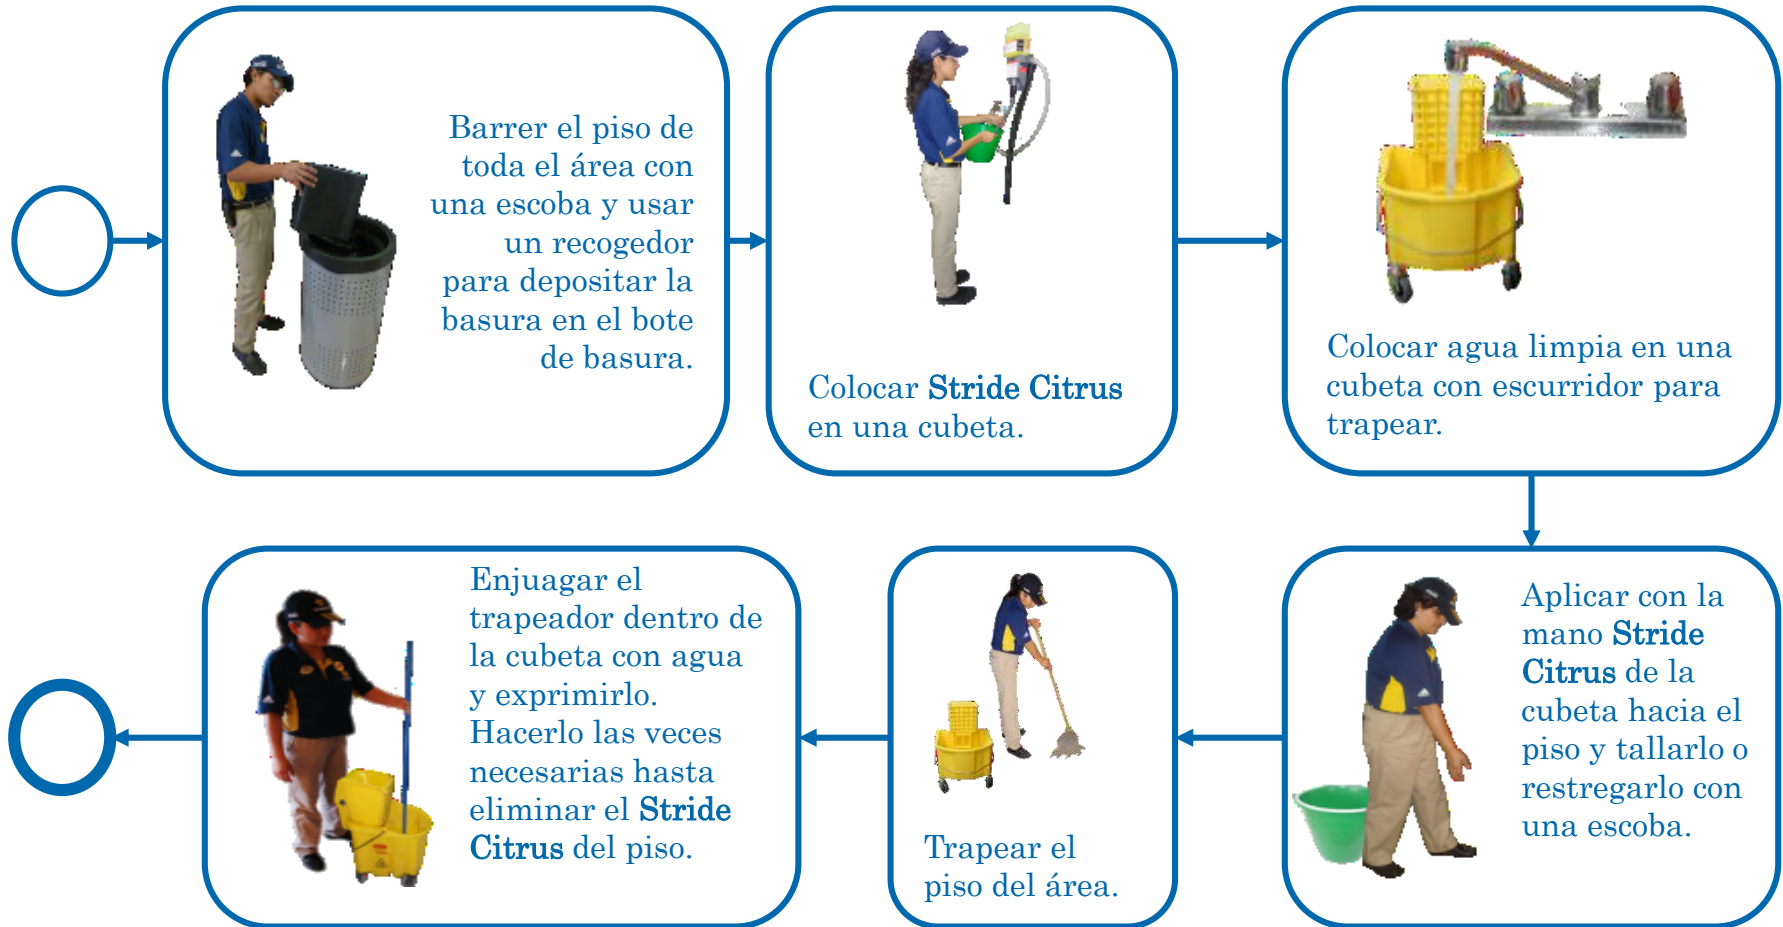 Barrer el piso de
toda el área con
una escoba y usar
un recogedor
para depositar la
basura en el bote
de basura.
Colocar Stride Citrus
en una cubeta.
Colocar agua limpia en una
cubeta con escurridor para
trapear.
Aplicar con la
mano Stride
Citrus de la
cubeta hacia el
piso y tallarlo o
restregarlo con
una escoba.
Trapear el
piso del área.
Enjuagar el
trapeador dentro de
la cubeta con agua
y exprimirlo.
Hacerlo las veces
necesarias hasta
eliminar el Stride
Citrus del piso.